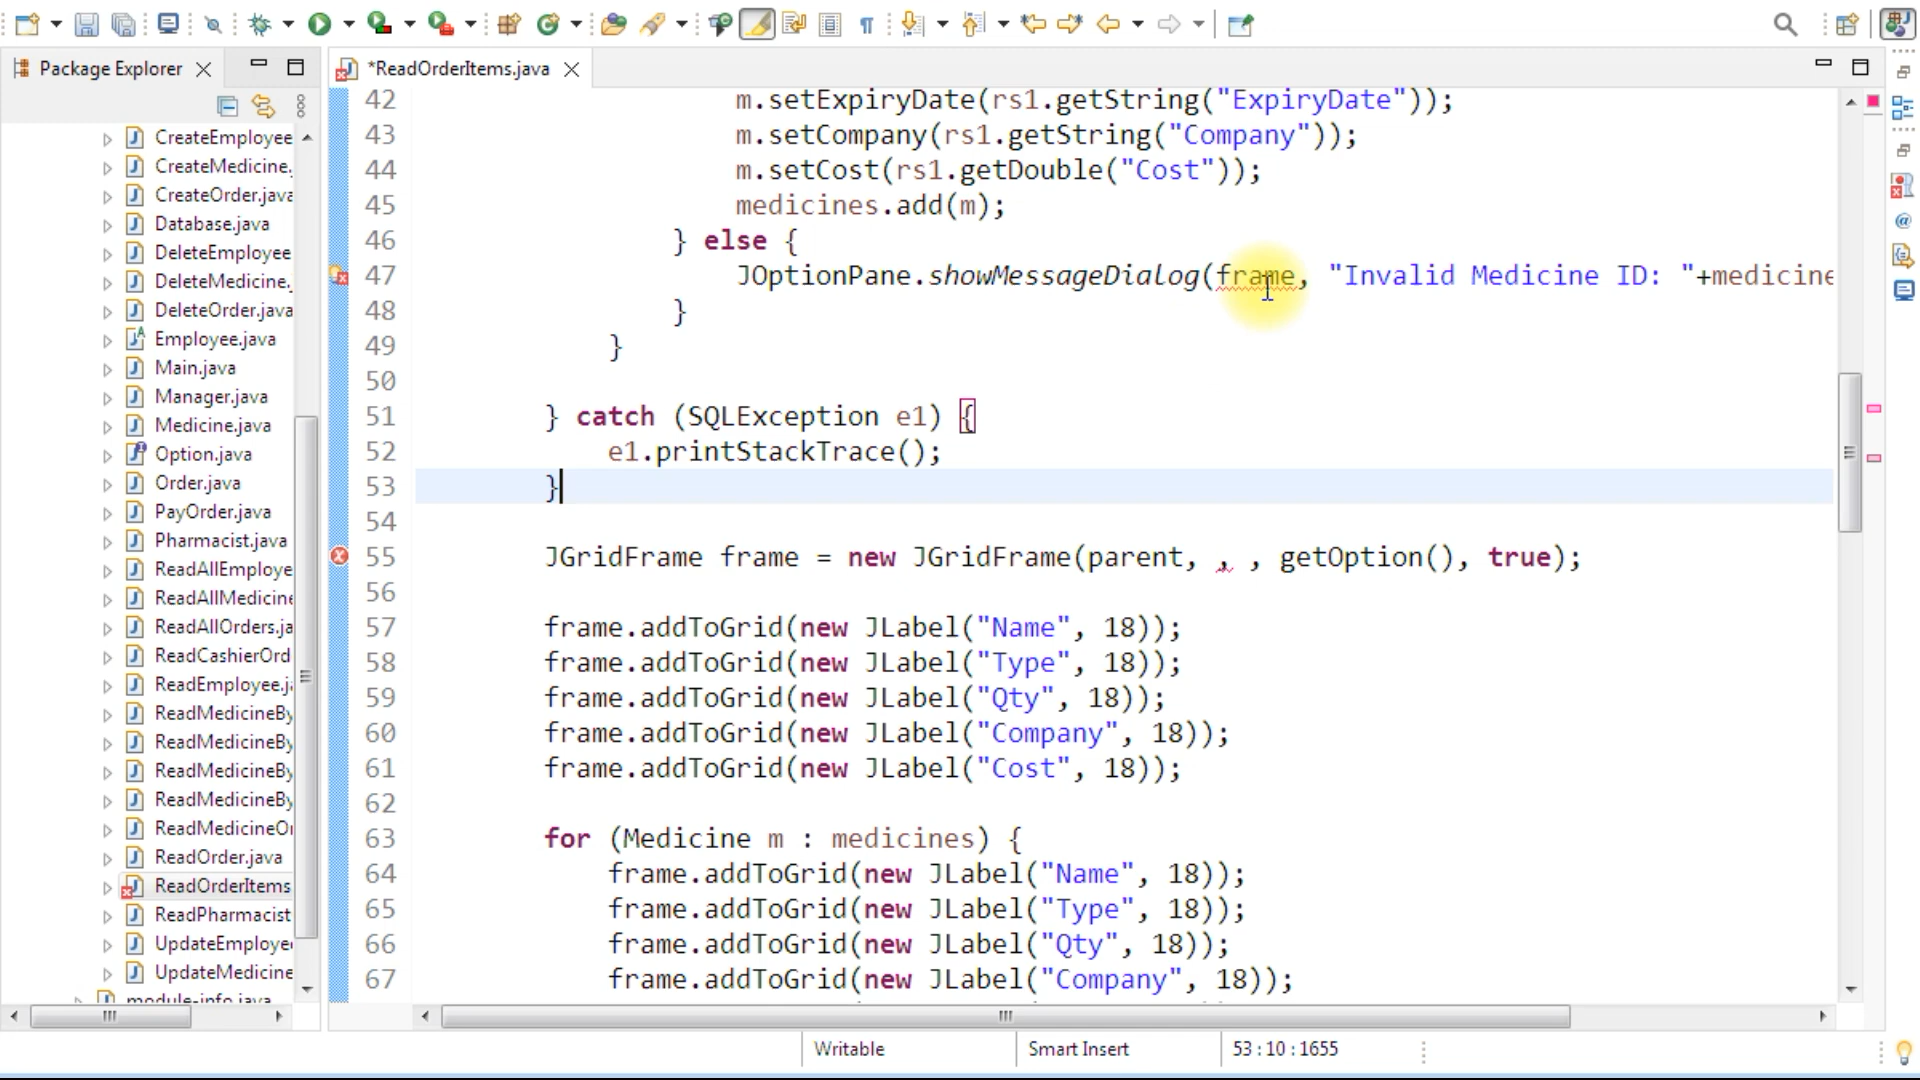 Package Explorer
*ReadOrderItems.java
CreateEmployee
CreateMedicine.
CreateOrder.java
Database.java
DeleteEmployee
DeleteMedicine.
DeleteOrder.java
Employee.java
Main.java
Manager.java
Medicine.java
Option.java
Order.java
PayOrder.java
Pharmacist.java
ReadAllEmploye
ReadAllMedicine
ReadAllOrders.ja
ReadCashierOrd
ReadEmployee.j
ReadMedicineBy
ReadMedicineBy
ReadMedicineBy
ReadMedicineBy
ReadMedicineOr
ReadOrder.java
ReadOrderItems
ReadPharmacist
UpdateEmployee
UpdateMedicine
module-info.java
42 m.setExpiryDate(rs1.getString("ExpiryDate"));
43 m.setCompany(rs1.getString("Company"));
44 m.setCost(rs1.getDouble("Cost"));
45 medicines.add(m);
46 } else {
47 JOptionPane.showMessageDialog(frame, "Invalid Medicine ID: "+medicine
48 }
49 }
50
51 } catch (SQLException e1) {
52 e1.printStackTrace();
53 }
54
55 JGridFrame frame = new JGridFrame(parent, , , getOption(), true);
56
57 frame.addToGrid(new JLabel("Name", 18));
58 frame.addToGrid(new JLabel("Type", 18));
59 frame.addToGrid(new JLabel("Qty", 18));
60 frame.addToGrid(new JLabel("Company", 18));
61 frame.addToGrid(new JLabel("Cost", 18));
62
63 for (Medicine m : medicines) {
64 frame.addToGrid(new JLabel("Name", 18));
65 frame.addToGrid(new JLabel("Type", 18));
66 frame.addToGrid(new JLabel("Qty", 18));
67 frame.addToGrid(new JLabel("Company", 18));
Writable
Smart Insert
53 : 10 : 1655